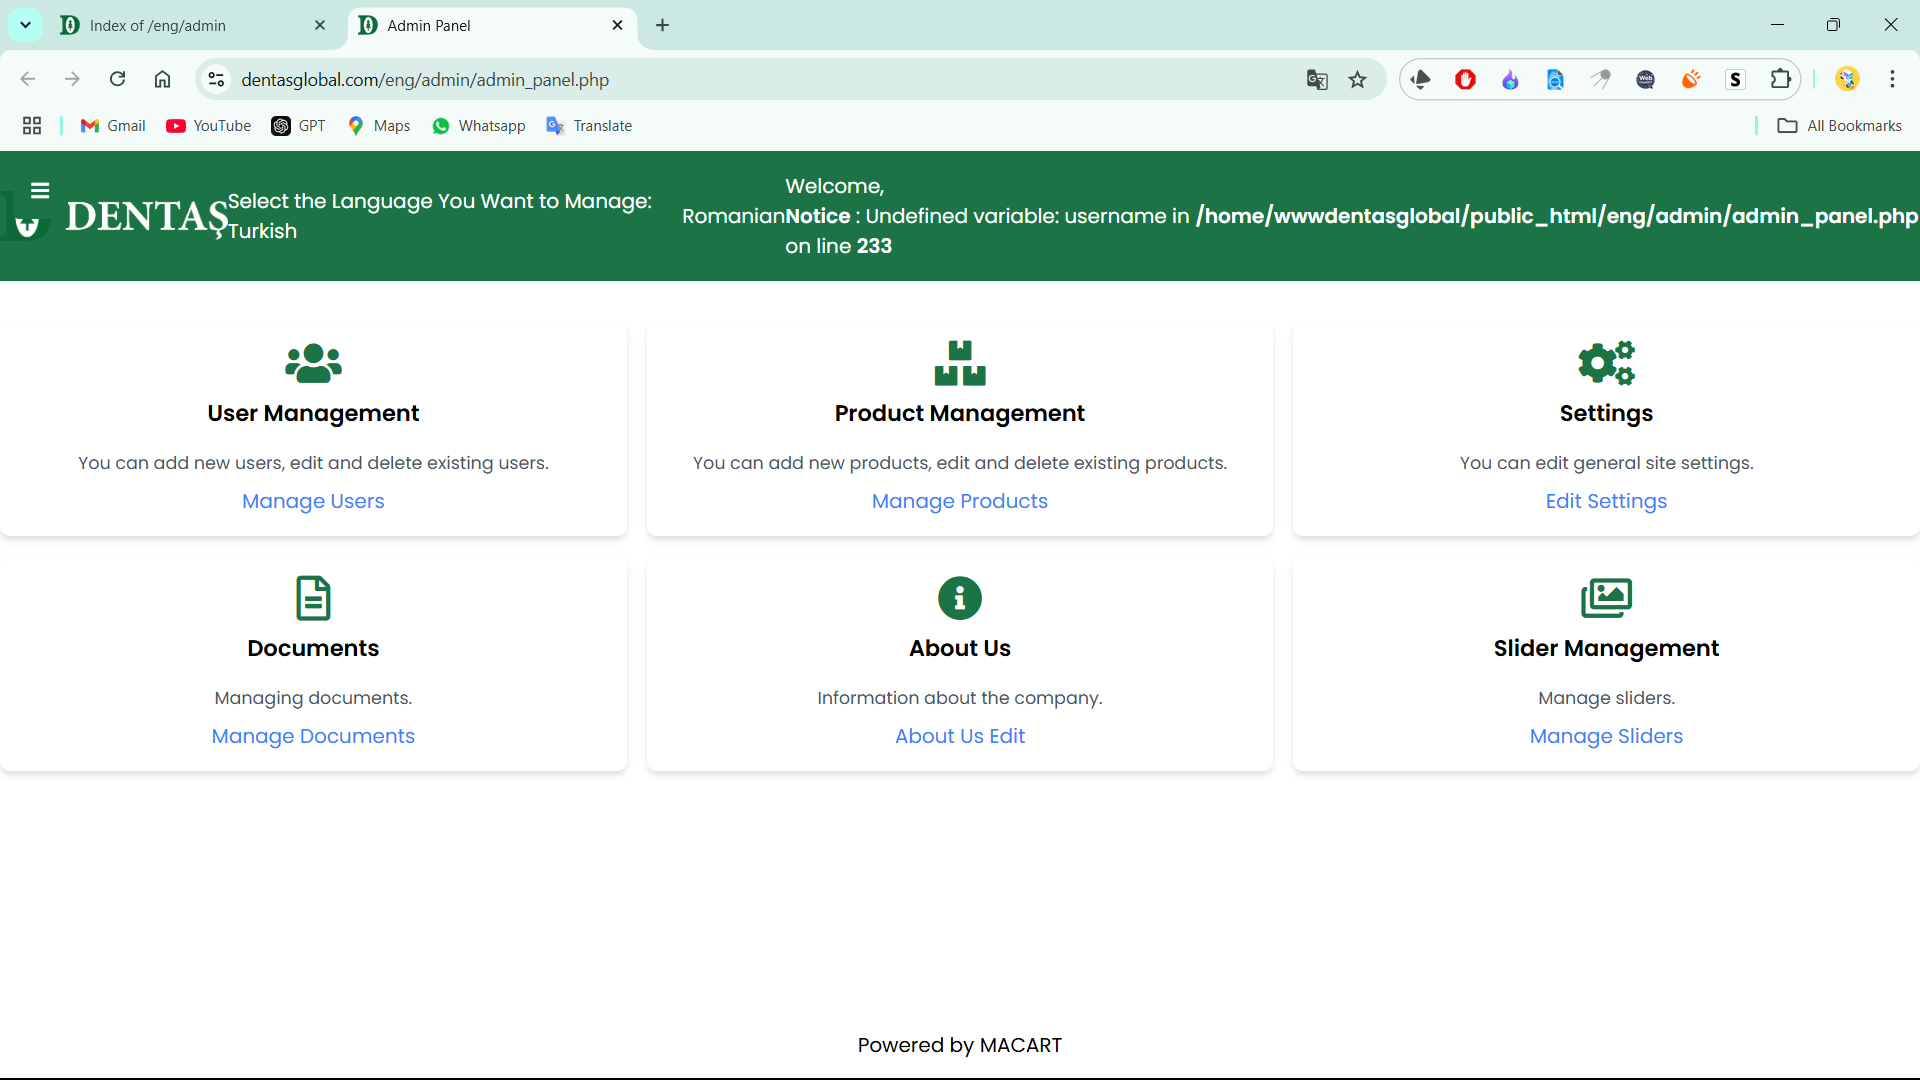 Index of /eng/admin
Admin Panel
dentasglobal.com/eng/admin/admin_panel.php
Gmail
YouTube
GPT
Maps
Whatsapp
Translate
All Bookmarks
DENTAŞ
Select the Language You Want to Manage:
Turkish
Romanian
Welcome,
Notice : Undefined variable: username in /home/wwwdentasglobal/public_html/eng/admin/admin_panel.php
on line 233
User Management
You can add new users, edit and delete existing users.
Manage Users
Product Management
You can add new products, edit and delete existing products.
Manage Products
Settings
You can edit general site settings.
Edit Settings
Documents
Managing documents.
Manage Documents
About Us
Information about the company.
About Us Edit
Slider Management
Manage sliders.
Manage Sliders
Powered by MACART